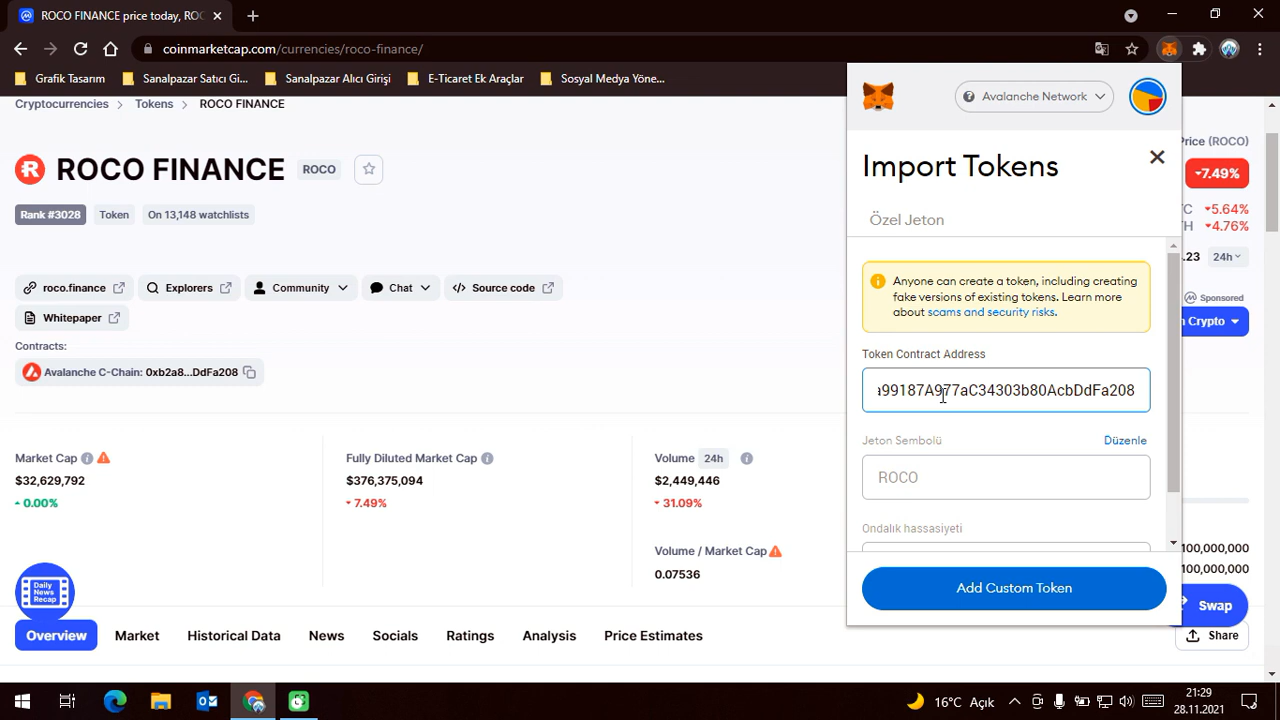 ROCO FINANCE price today, ROC
coinmarketcap.com/currencies/roco-finance/
Grafik Tasarım
Sanalpazar Satıcı Gi...
Sanalpazar Alıcı Girişi
E-Ticaret Ek Araçlar
Sosyal Medya Yöne...
Cryptocurrencies
Tokens
ROCO FINANCE
ROCO FINANCE
ROCO
Rank #3028
Token
On 13,148 watchlists
roco.finance
Explorers
Community
Chat
Source code
Whitepaper
Contracts:
Avalanche C-Chain: 0xb2a8...DdFa208
Market Cap
$32,629,792
0.00%
Fully Diluted Market Cap
$376,375,094
7.49%
Volume 24h
$2,449,446
31.09%
Volume / Market Cap
0.07536
Daily
News
Recap
Overview
Market
Historical Data
News
Socials
Ratings
Analysis
Price Estimates
Avalanche Network
Import Tokens
Özel Jeton
Anyone can create a token, including creating
fake versions of existing tokens. Learn more
about scams and security risks.
Token Contract Address
a99187A977aC34303b80AcbDdFa208
Jeton Sembolü
Düzenle
ROCO
Ondalık hassasiyeti
Add Custom Token
Price (ROCO)
7.49%
C 5.64%
H 4.76%
.23
24h
Sponsored
n Crypto
100,000,000
100,000,000
Swap
Share
16°C Açık
21:29
28.11.2021